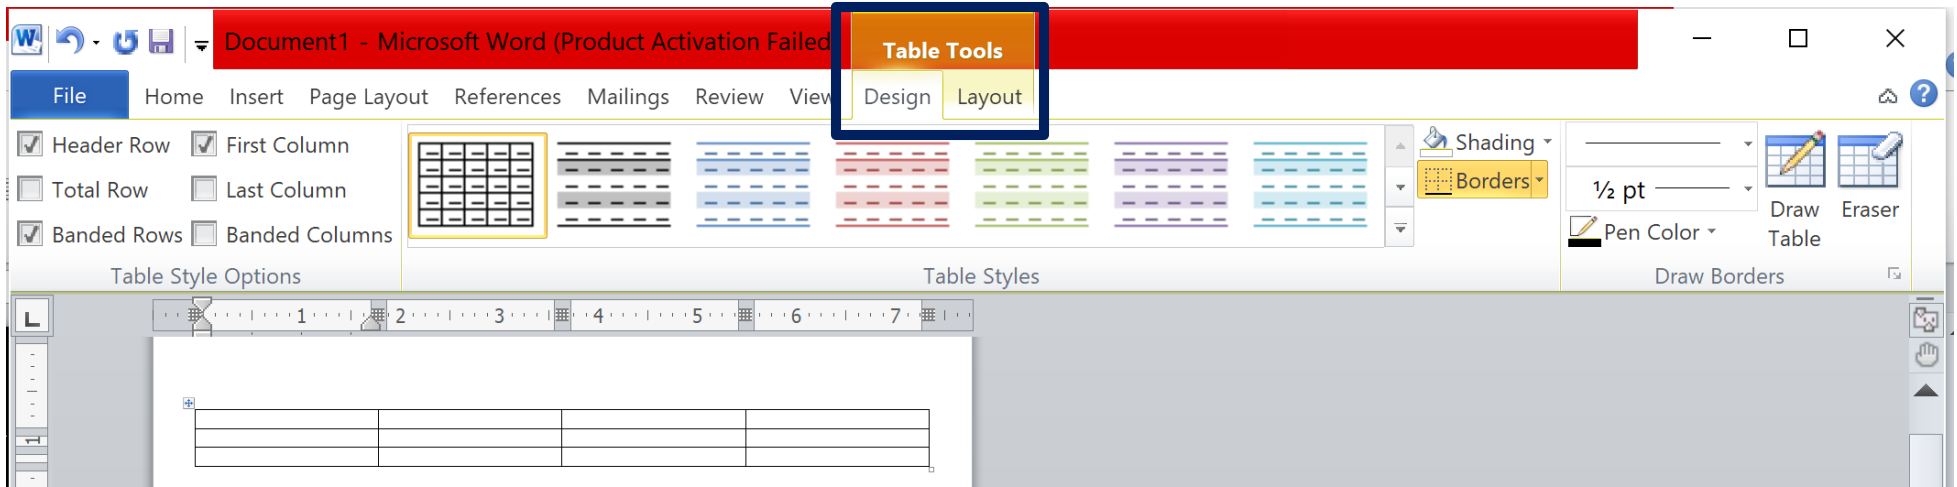 Document1 - Microsoft Word (Product Activation Failed
Table Tools
File Home Insert Page Layout References Mailings Review View Design Layout
Header Row First Column
Total Row Last Column
Banded Rows Banded Columns
Table Style Options
Table Styles
Shading
Borders
½ pt
Pen Color
Draw
Table
Eraser
Draw Borders
L
1 2 3 4 5 6 7
1